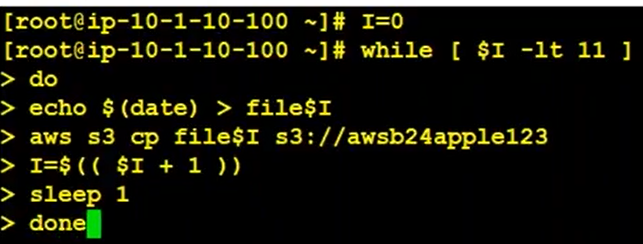 [root@ip-10-1-10-100 ~]# I=0
[root@ip-10-1-10-100 ~]# while [ $I -lt 11 ]
> do
> echo $(date) > file$I
> aws s3 cp file$I s3://awsb24apple123
> I=$(( $I + 1 ))
> sleep 1
> done